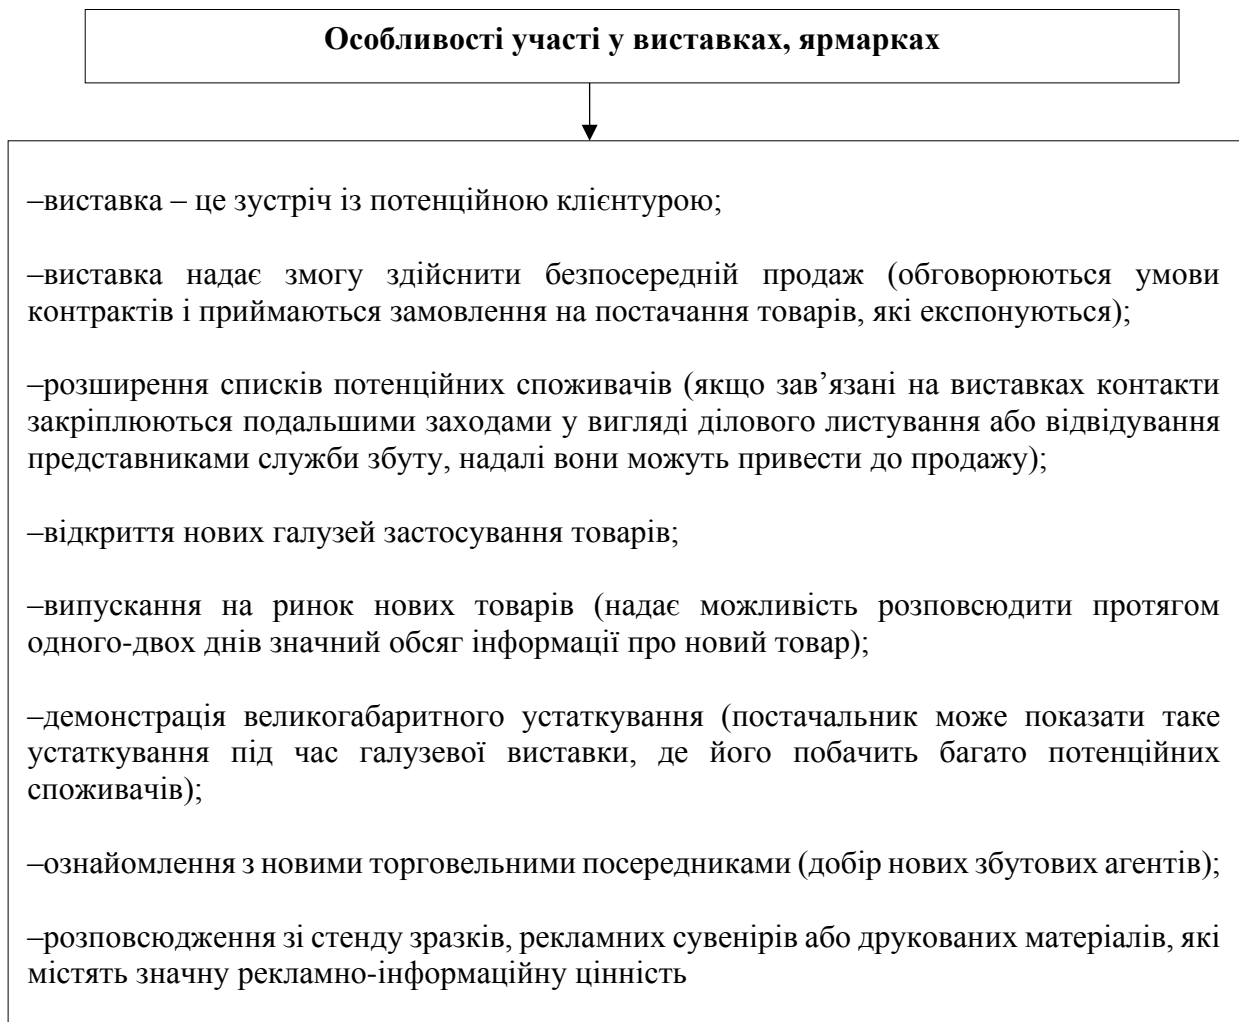 Особливості участі у виставках, ярмарках
–виставка – це зустріч із потенційною клієнтурою;
–виставка надає змогу здійснити безпосередній продаж (обговорюються умови
контрактів і приймаються замовлення на постачання товарів, які експонуються);
–розширення списків потенційних споживачів (якщо зав’язані на виставках контакти
закріплюються подальшими заходами у вигляді ділового листування або відвідування
представниками служби збуту, надалі вони можуть привести до продажу);
–відкриття нових галузей застосування товарів;
–випускання на ринок нових товарів (надає можливість розповсюдити протягом
одного-двох днів значний обсяг інформації про новий товар);
–демонстрація великогабаритного устаткування (постачальник може показати таке
устаткування під час галузевої виставки, де його побачить багато потенційних
споживачів);
–ознайомлення з новими торговельними посередниками (добір нових збутових агентів);
–розповсюдження зі стенду зразків, рекламних сувенірів або друкованих матеріалів, які
містять значну рекламно-інформаційну цінність